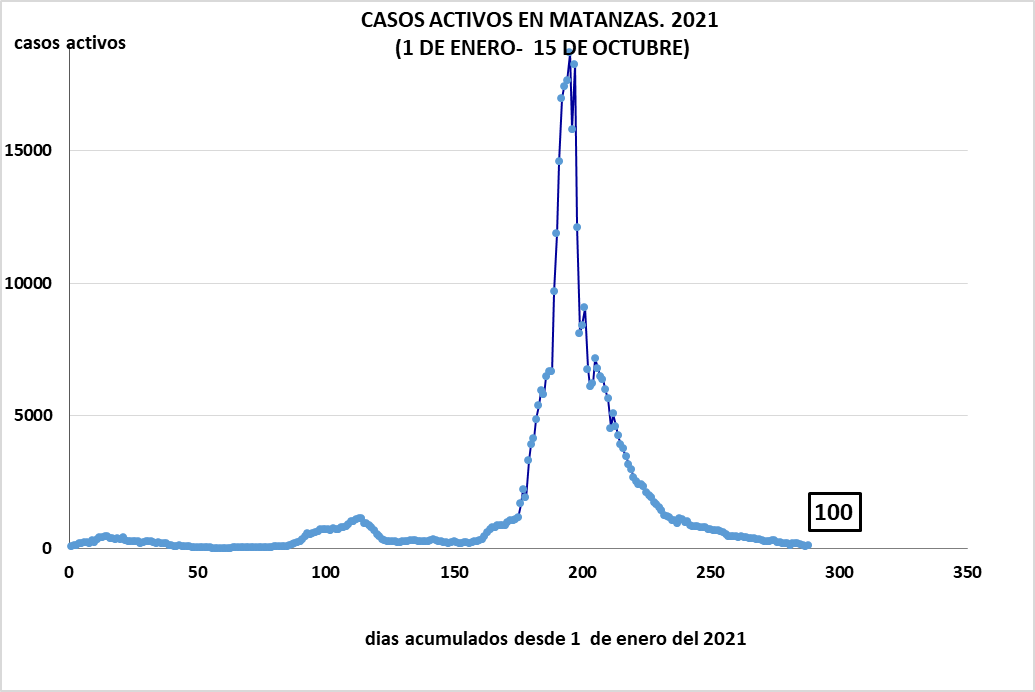 CASOS ACTIVOS EN MATANZAS. 2021
(1 DE ENERO-  15 DE OCTUBRE)
casos activos
15000
10000
5000
0
100
0 50 100 150 200 250 300 350
dias acumulados desde 1  de enero del 2021